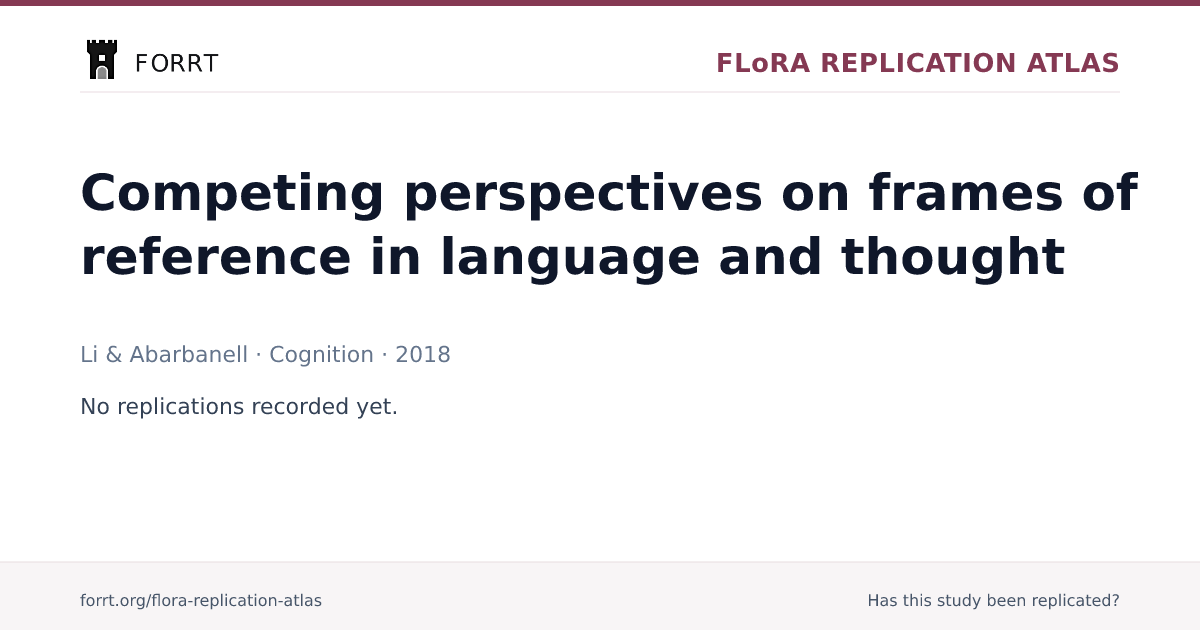 FORRT
FLoRA REPLICATION ATLAS
Competing perspectives on frames of
reference in language and thought
Li & Abarbanell · Cognition · 2018
No replications recorded yet.
forrt.org/flora-replication-atlas
Has this study been replicated?